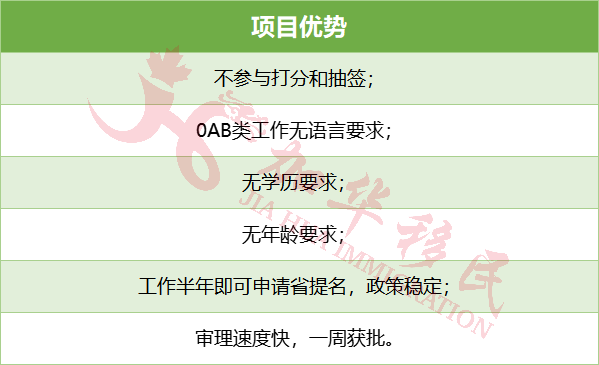 项目优势
不参与打分和抽签；
0AB类工作无语言要求；
无学历要求；
无年龄要求；
工作半年即可申请省提名，政策稳定；
审理速度快，一周获批。
加华移民
JIA HUA IMMIGRATION